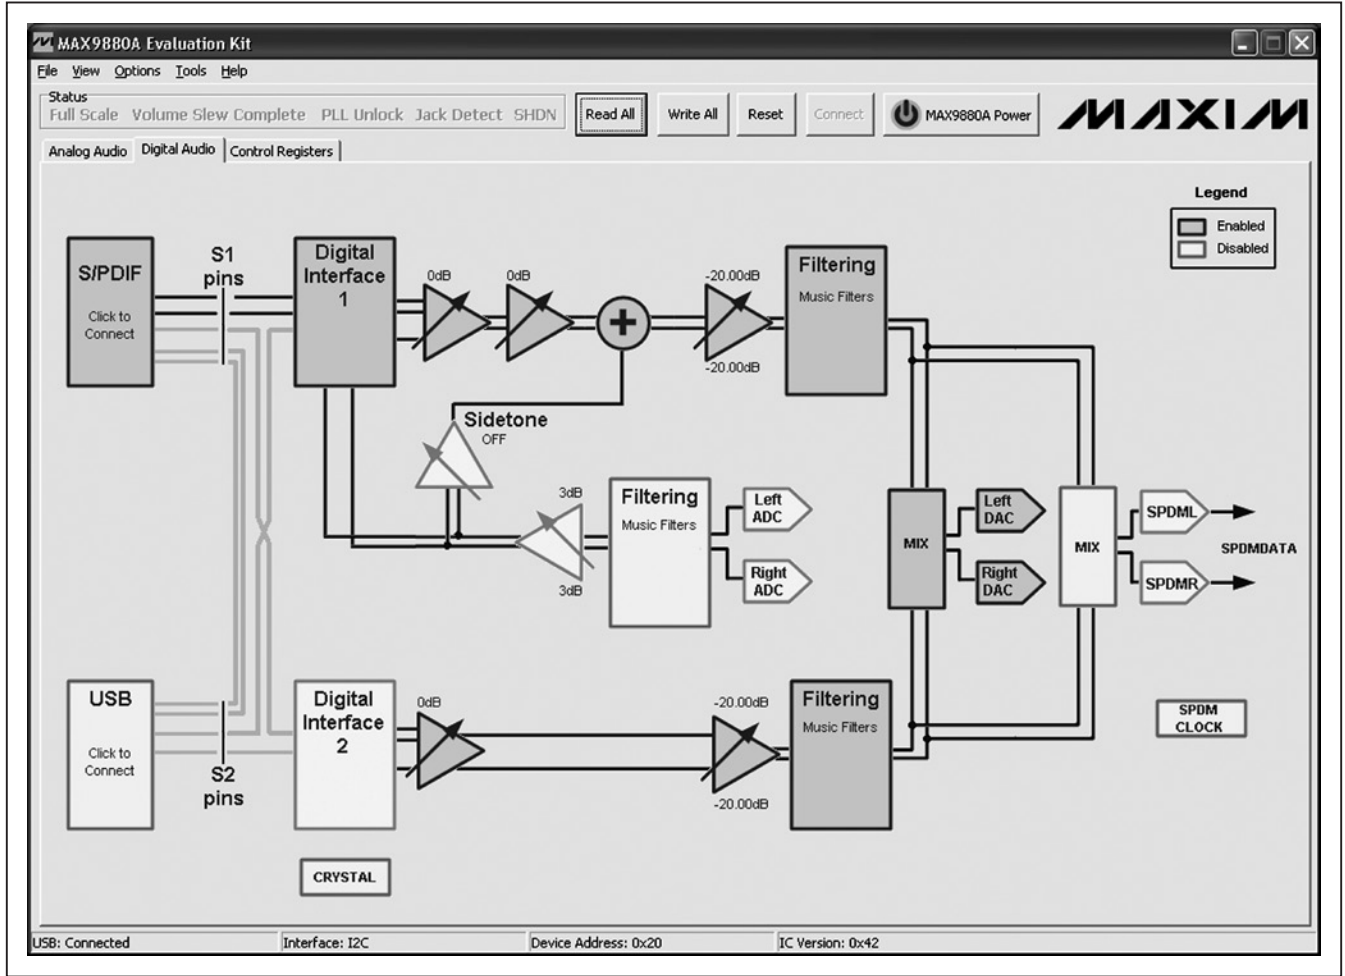 MAX9880A Evaluation Kit
File View Options Tools Help
Status
Full Scale Volume Slew Complete PLL Unlock Jack Detect SHDN
Read All
Write All
Reset
Connect
MAX9880A Power
MAXIM
Analog Audio
Digital Audio
Control Registers
Legend
Enabled
Disabled
S/PDIF
Click to
Connect
S1
pins
Digital
Interface
1
0dB
0dB
-20.00dB
-20.00dB
Filtering
Music Filters
Sidetone
OFF
3dB
3dB
Filtering
Music Filters
Left
ADC
Right
ADC
MIX
Left
DAC
Right
DAC
MIX
SPDML
SPDMR
SPDMDATA
USB
Click to
Connect
S2
pins
Digital
Interface
2
0dB
-20.00dB
-20.00dB
Filtering
Music Filters
SPDM
CLOCK
CRYSTAL
USB: Connected
Interface: I2C
Device Address: 0x20
IC Version: 0x42